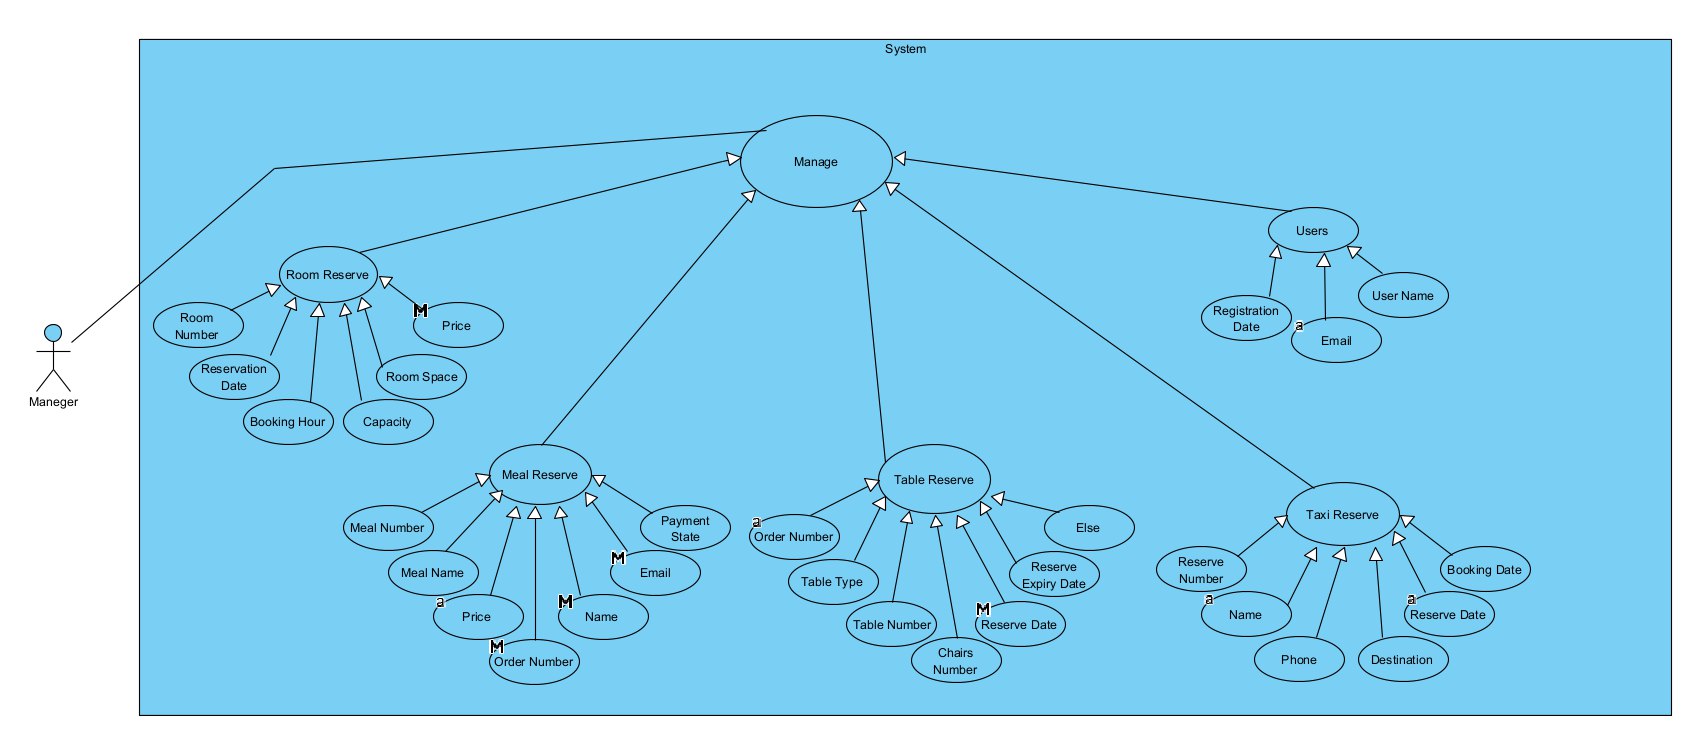 System
Manage
Users
Room Reserve
Room
Number
M
Price
Registration
Date
User Name
a
Email
Maneger
Reservation
Date
Room Space
Booking Hour
Capacity
Meal Reserve
Table Reserve
Taxi Reserve
Meal Number
Payment
State
a
Order Number
Else
Meal Name
M
Email
Table Type
Reserve
Expiry Date
Reserve
Number
Booking Date
a
Price
M
Name
Table Number
M
Reserve Date
a
Name
a
Reserve Date
M
Order Number
Chairs
Number
Phone
Destination